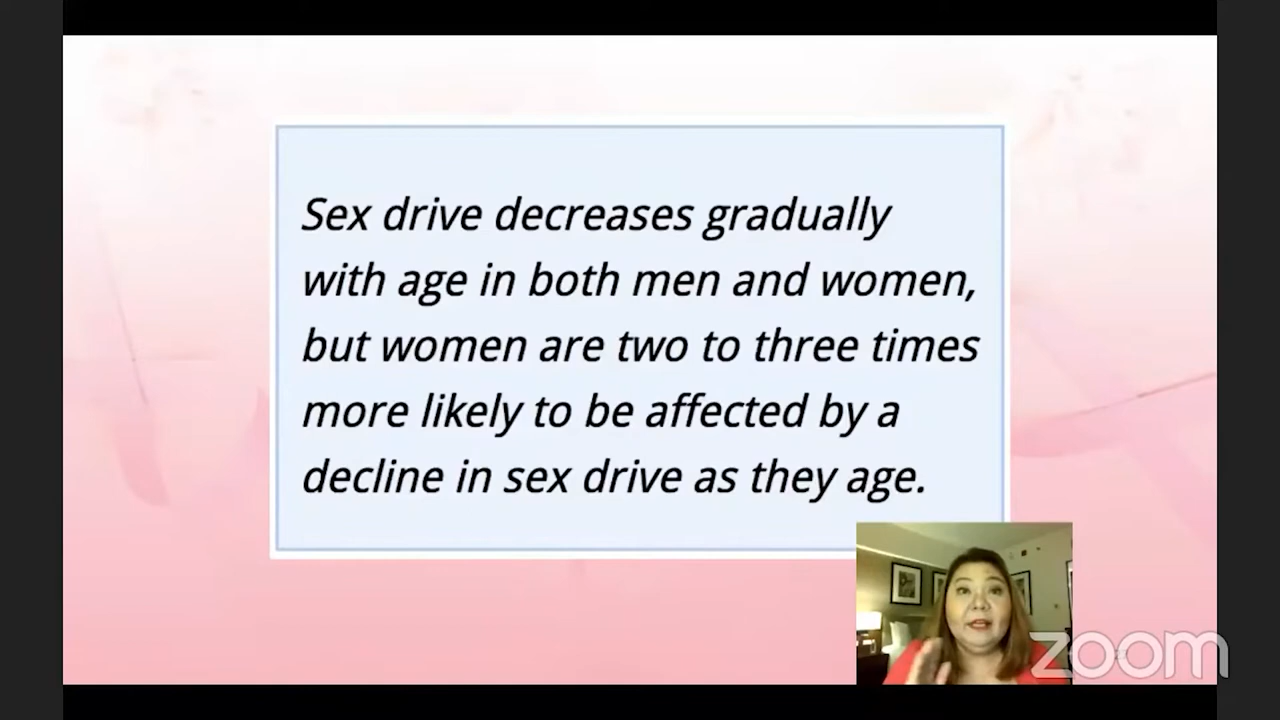 Sex drive decreases gradually
with age in both men and women,
but women are two to three times
more likely to be affected by a
decline in sex drive as they age.
zoom